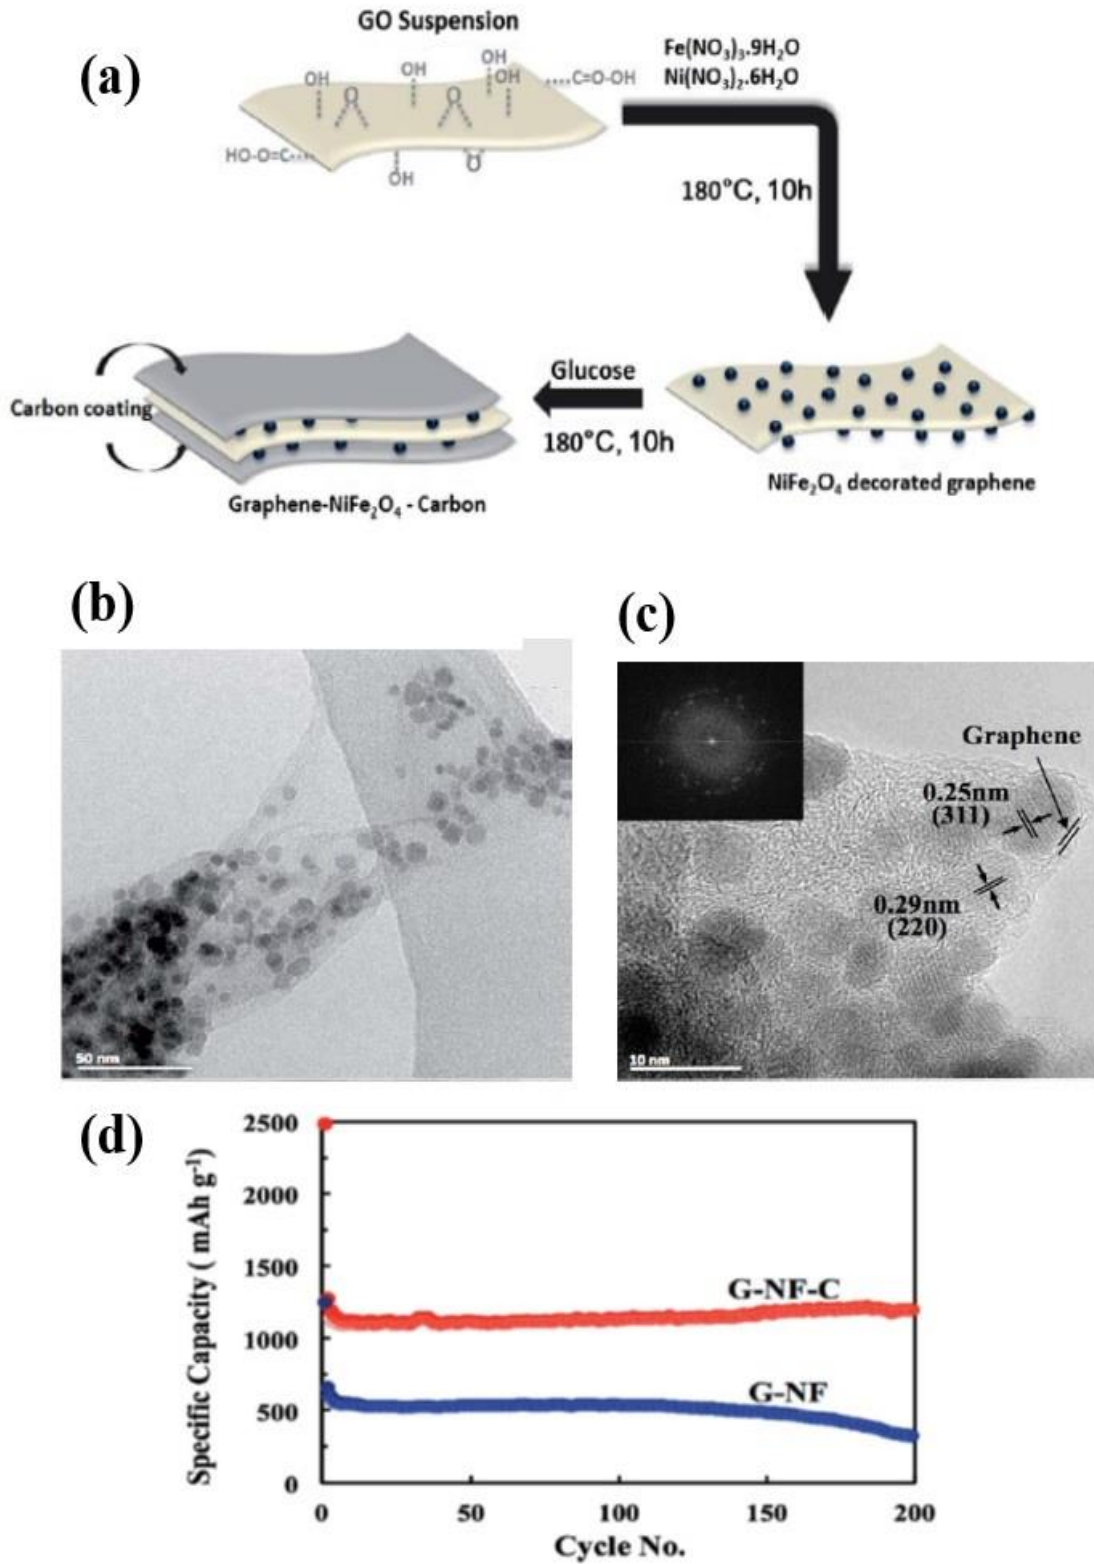 (a)
GO Suspension
OH
O
OH
O
OH
OH
C=O-OH
HO-O=C
OH
O
Fe(NO₃)₃.9H₂O
Ni(NO₃)₂.6H₂O
180°C, 10h
Carbon coating
Glucose
180°C, 10h
Graphene-NiFe₂O₄ - Carbon
NiFe₂O₄ decorated graphene
(b)
50 nm
(c)
Graphene
0.25nm
(311)
0.29nm
(220)
10 nm
(d)
Specific Capacity ( mAh g⁻¹)
2500
2000
1500
1000
500
0
G-NF-C
G-NF
0 50 100 150 200
Cycle No.